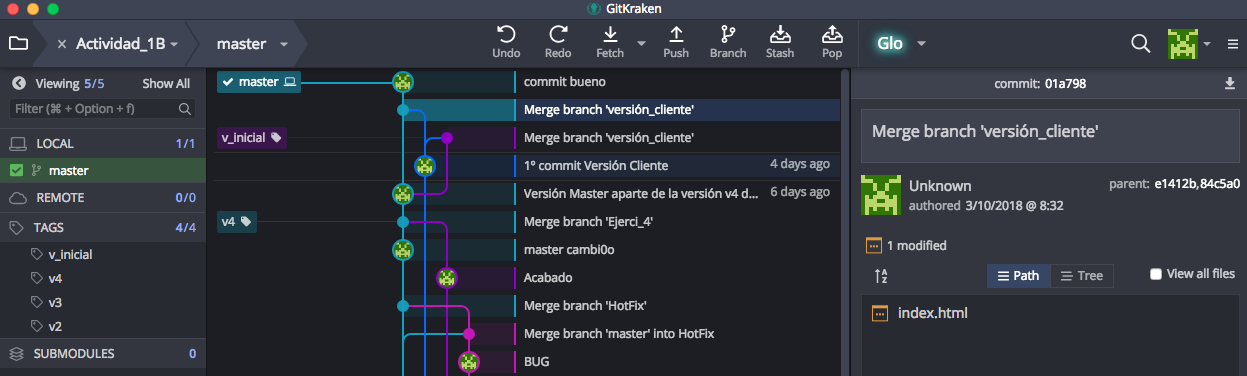 GitKraken
Actividad_1B
master
Undo
Redo
Fetch
Push
Branch
Stash
Pop
Glo
Viewing 5/5 Show All
Filter (⌘ + Option + f)
LOCAL 1/1
master
REMOTE 0/0
TAGS 4/4
v_inicial
v4
v3
v2
SUBMODULES 0
master commit bueno
Merge branch 'versión_cliente'
v_inicial Merge branch 'versión_cliente'
1º commit Versión Cliente 4 days ago
Versión Master aparte de la versión v4 d... 6 days ago
v4 Merge branch 'Ejerci_4'
master cambi0o
Acabado
Merge branch 'HotFix'
Merge branch 'master' into HotFix
BUG
commit: 01a798
Merge branch 'versión_cliente'
Unknown parent: e1412b,84c5a0
authored 3/10/2018 @ 8:32
1 modified
A Z Path Tree View all files
index.html